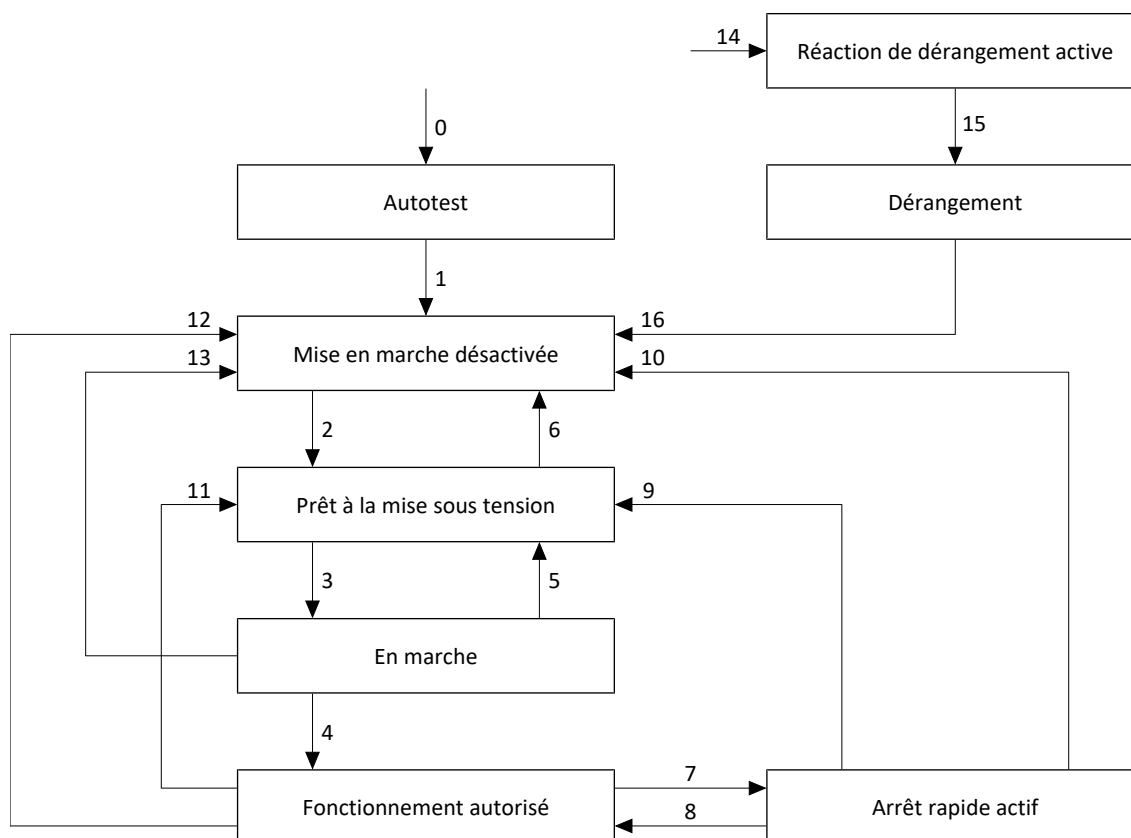 14
Réaction de dérangement active
0
15
Autotest
Dérangement
1
12
16
Mise en marche désactivée
13
10
2
6
11
9
Prêt à la mise sous tension
3
5
En marche
4
7
Fonctionnement autorisé
Arrêt rapide actif
8